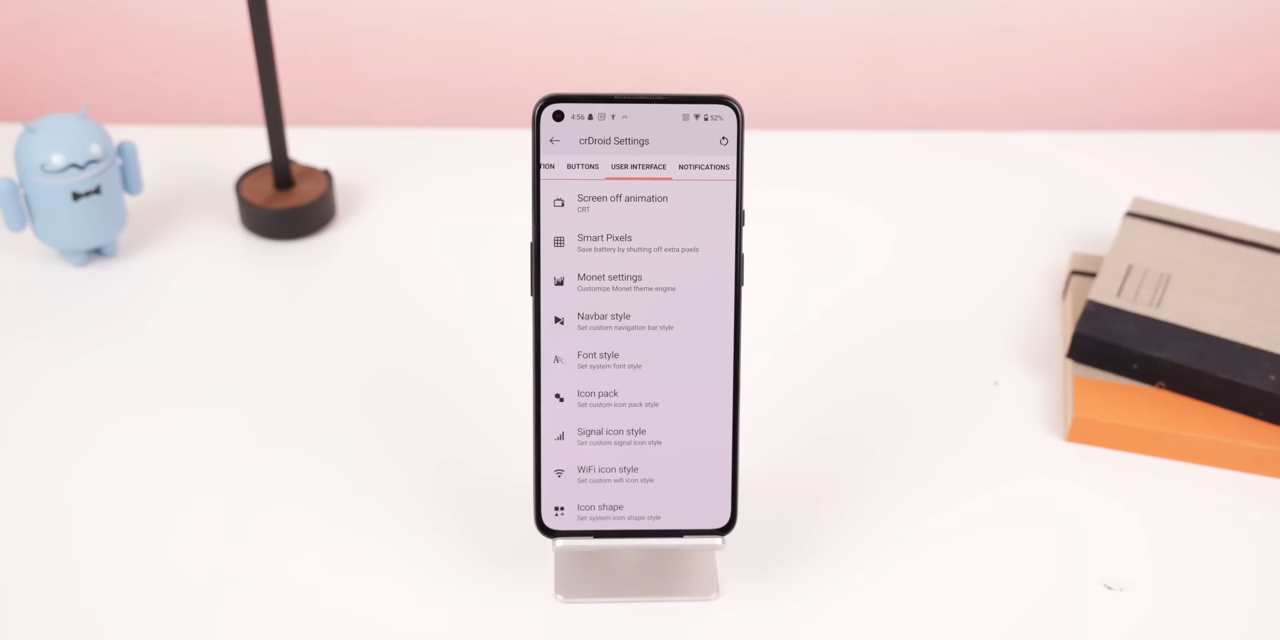 4:56
52%
crDroid Settings
TION BUTTONS USER INTERFACE NOTIFICATIONS
Screen off animation
CRT
Smart Pixels
Save battery by shutting off extra pixels
Monet settings
Customize Monet theme engine
Navbar style
Set custom navigation bar style
Font style
Set system font style
Icon pack
Set custom icon pack style
Signal icon style
Set custom signal icon style
WiFi icon style
Set custom wifi icon style
Icon shape
Set system icon shape style